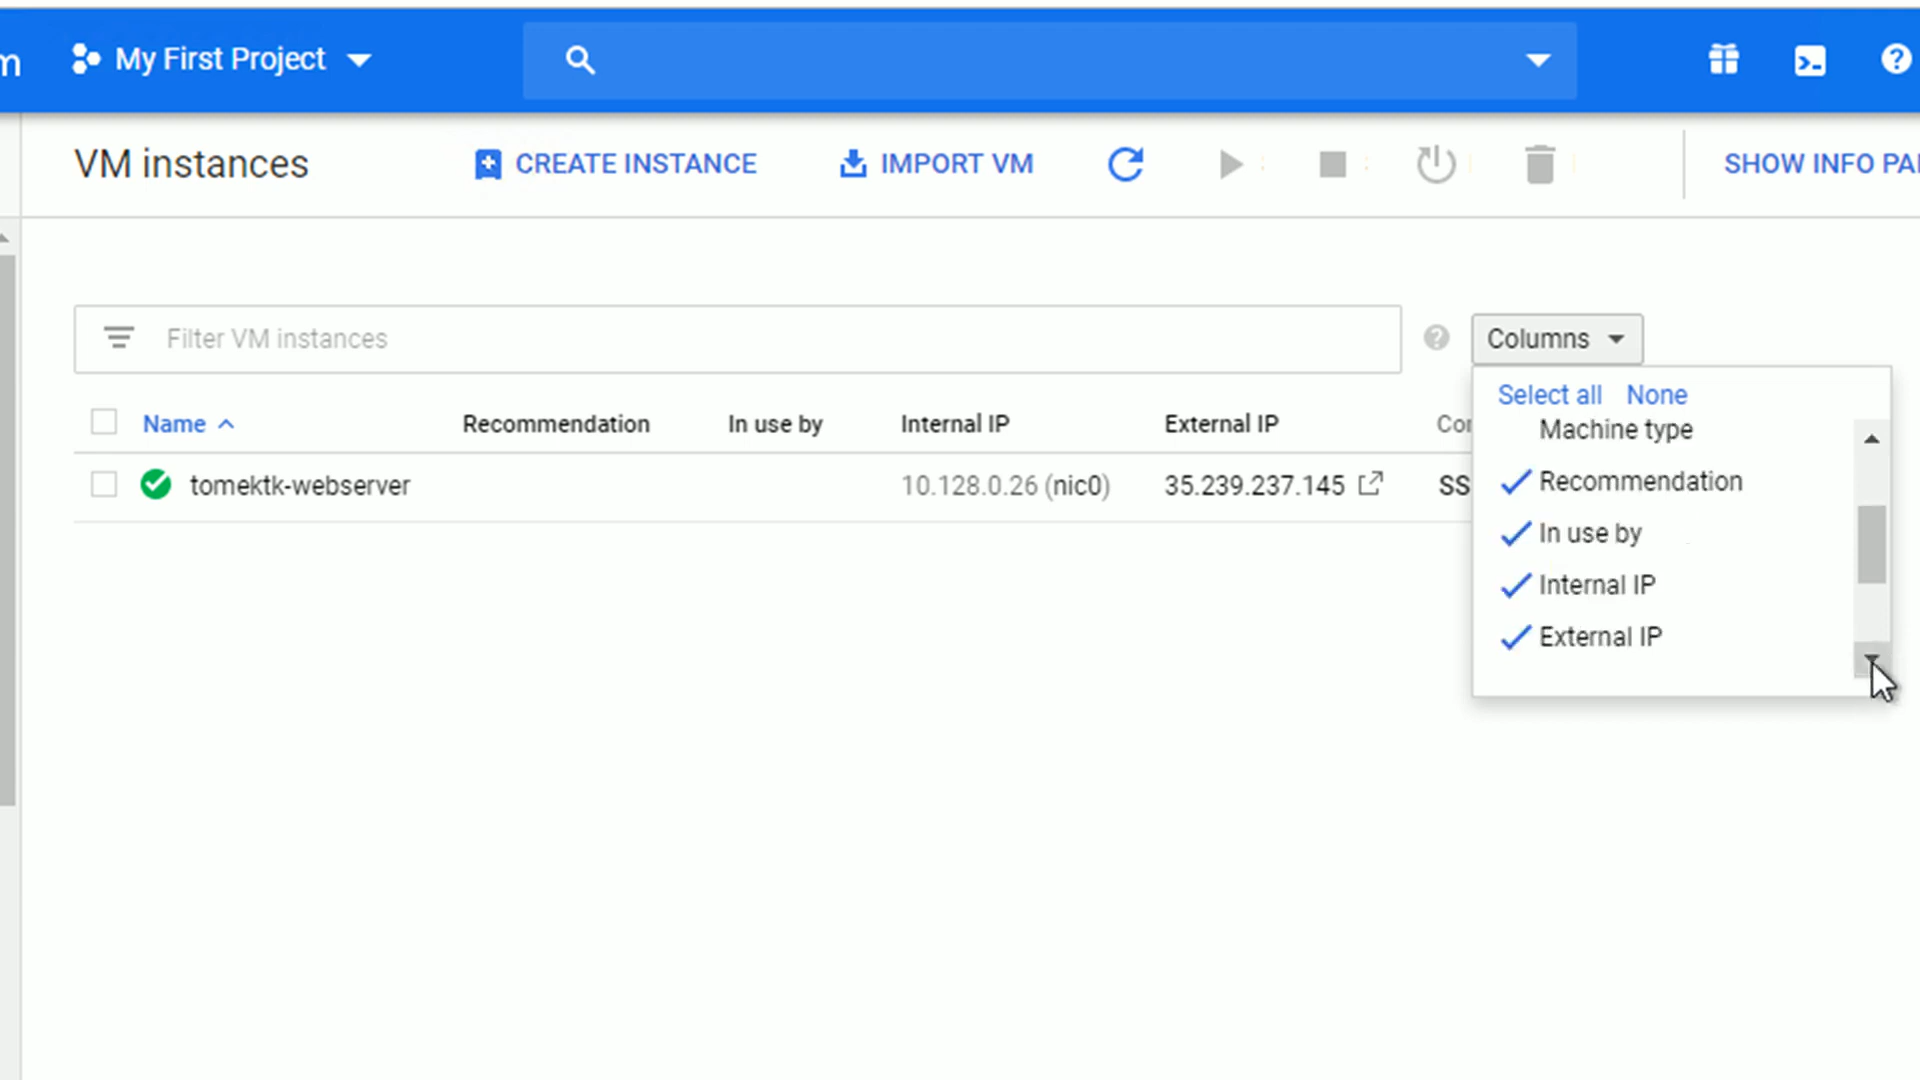 m
My First Project
VM instances
CREATE INSTANCE
IMPORT VM
SHOW INFO PA
Filter VM instances
Columns
Select all None
Machine type
Recommendation
In use by
Internal IP
External IP
Name Recommendation In use by Internal IP External IP Con
tomektk-webserver 10.128.0.26 (nic0) 35.239.237.145 SS